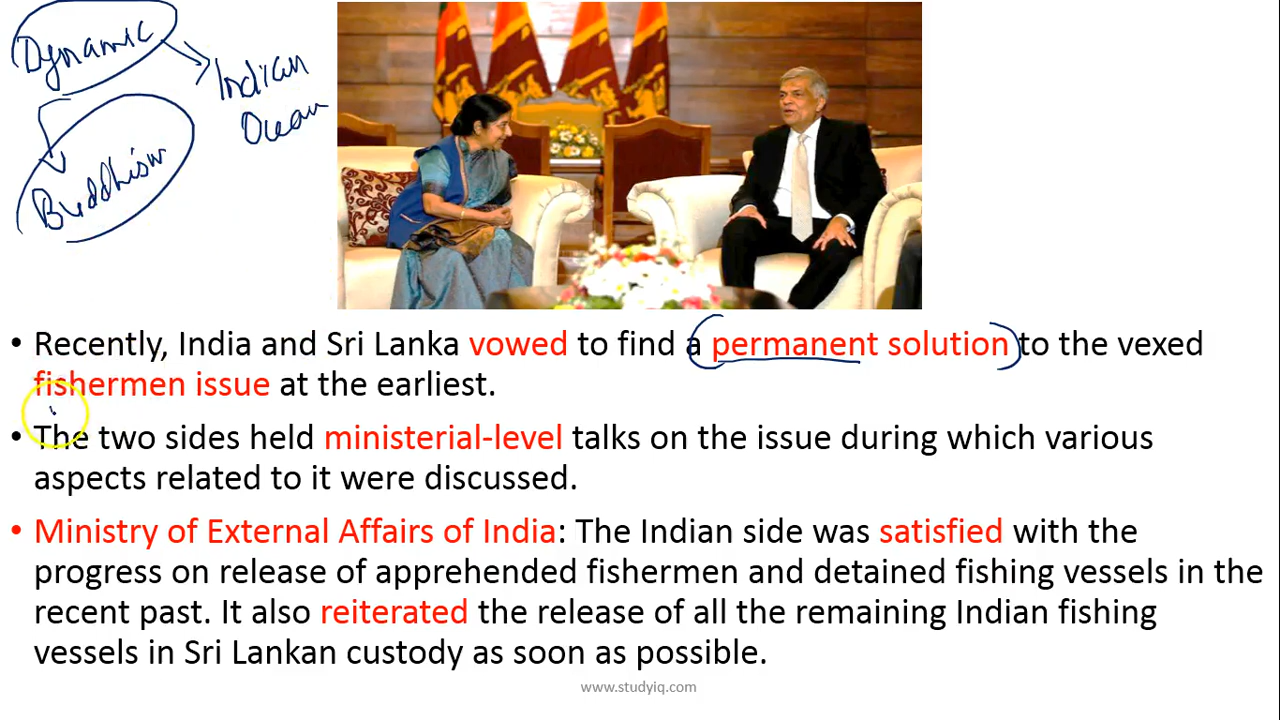 Dynamic
Indian
Ocean
Buddhism
• Recently, India and Sri Lanka vowed to find a permanent solution to the vexed
fishermen issue at the earliest.
• The two sides held ministerial-level talks on the issue during which various
aspects related to it were discussed.
• Ministry of External Affairs of India: The Indian side was satisfied with the
progress on release of apprehended fishermen and detained fishing vessels in the
recent past. It also reiterated the release of all the remaining Indian fishing
vessels in Sri Lankan custody as soon as possible.
www.studyiq.com